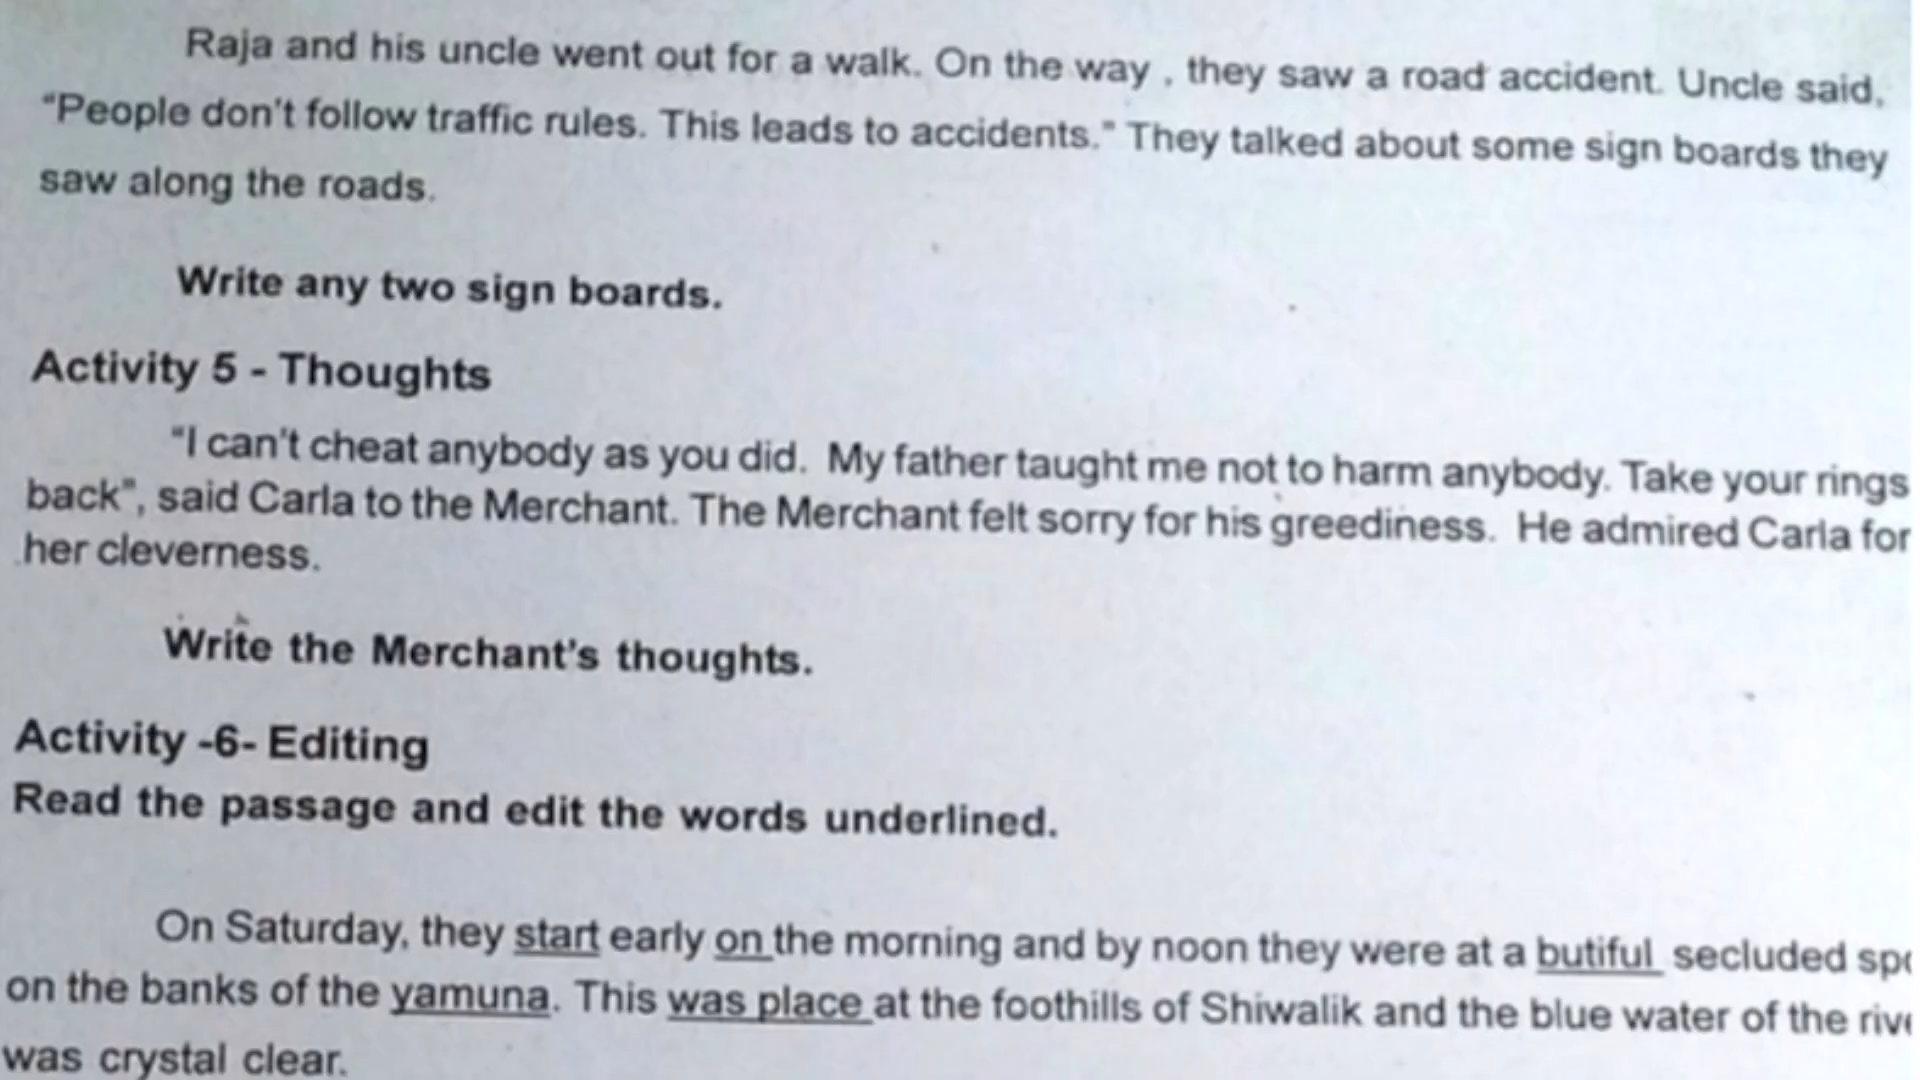 Raja and his uncle went out for a walk. On the way , they saw a road accident. Uncle said,
“People don't follow traffic rules. This leads to accidents.” They talked about some sign boards they
saw along the roads.
Write any two sign boards.
Activity 5 - Thoughts
“I can't cheat anybody as you did. My father taught me not to harm anybody. Take your rings
back”, said Carla to the Merchant. The Merchant felt sorry for his greediness. He admired Carla for
her cleverness.
Write the Merchant's thoughts.
Activity -6- Editing
Read the passage and edit the words underlined.
On Saturday, they start early on the morning and by noon they were at a butiful secluded
on the banks of the yamuna. This was place at the foothills of Shiwalik and the blue water of the
was crystal clear.